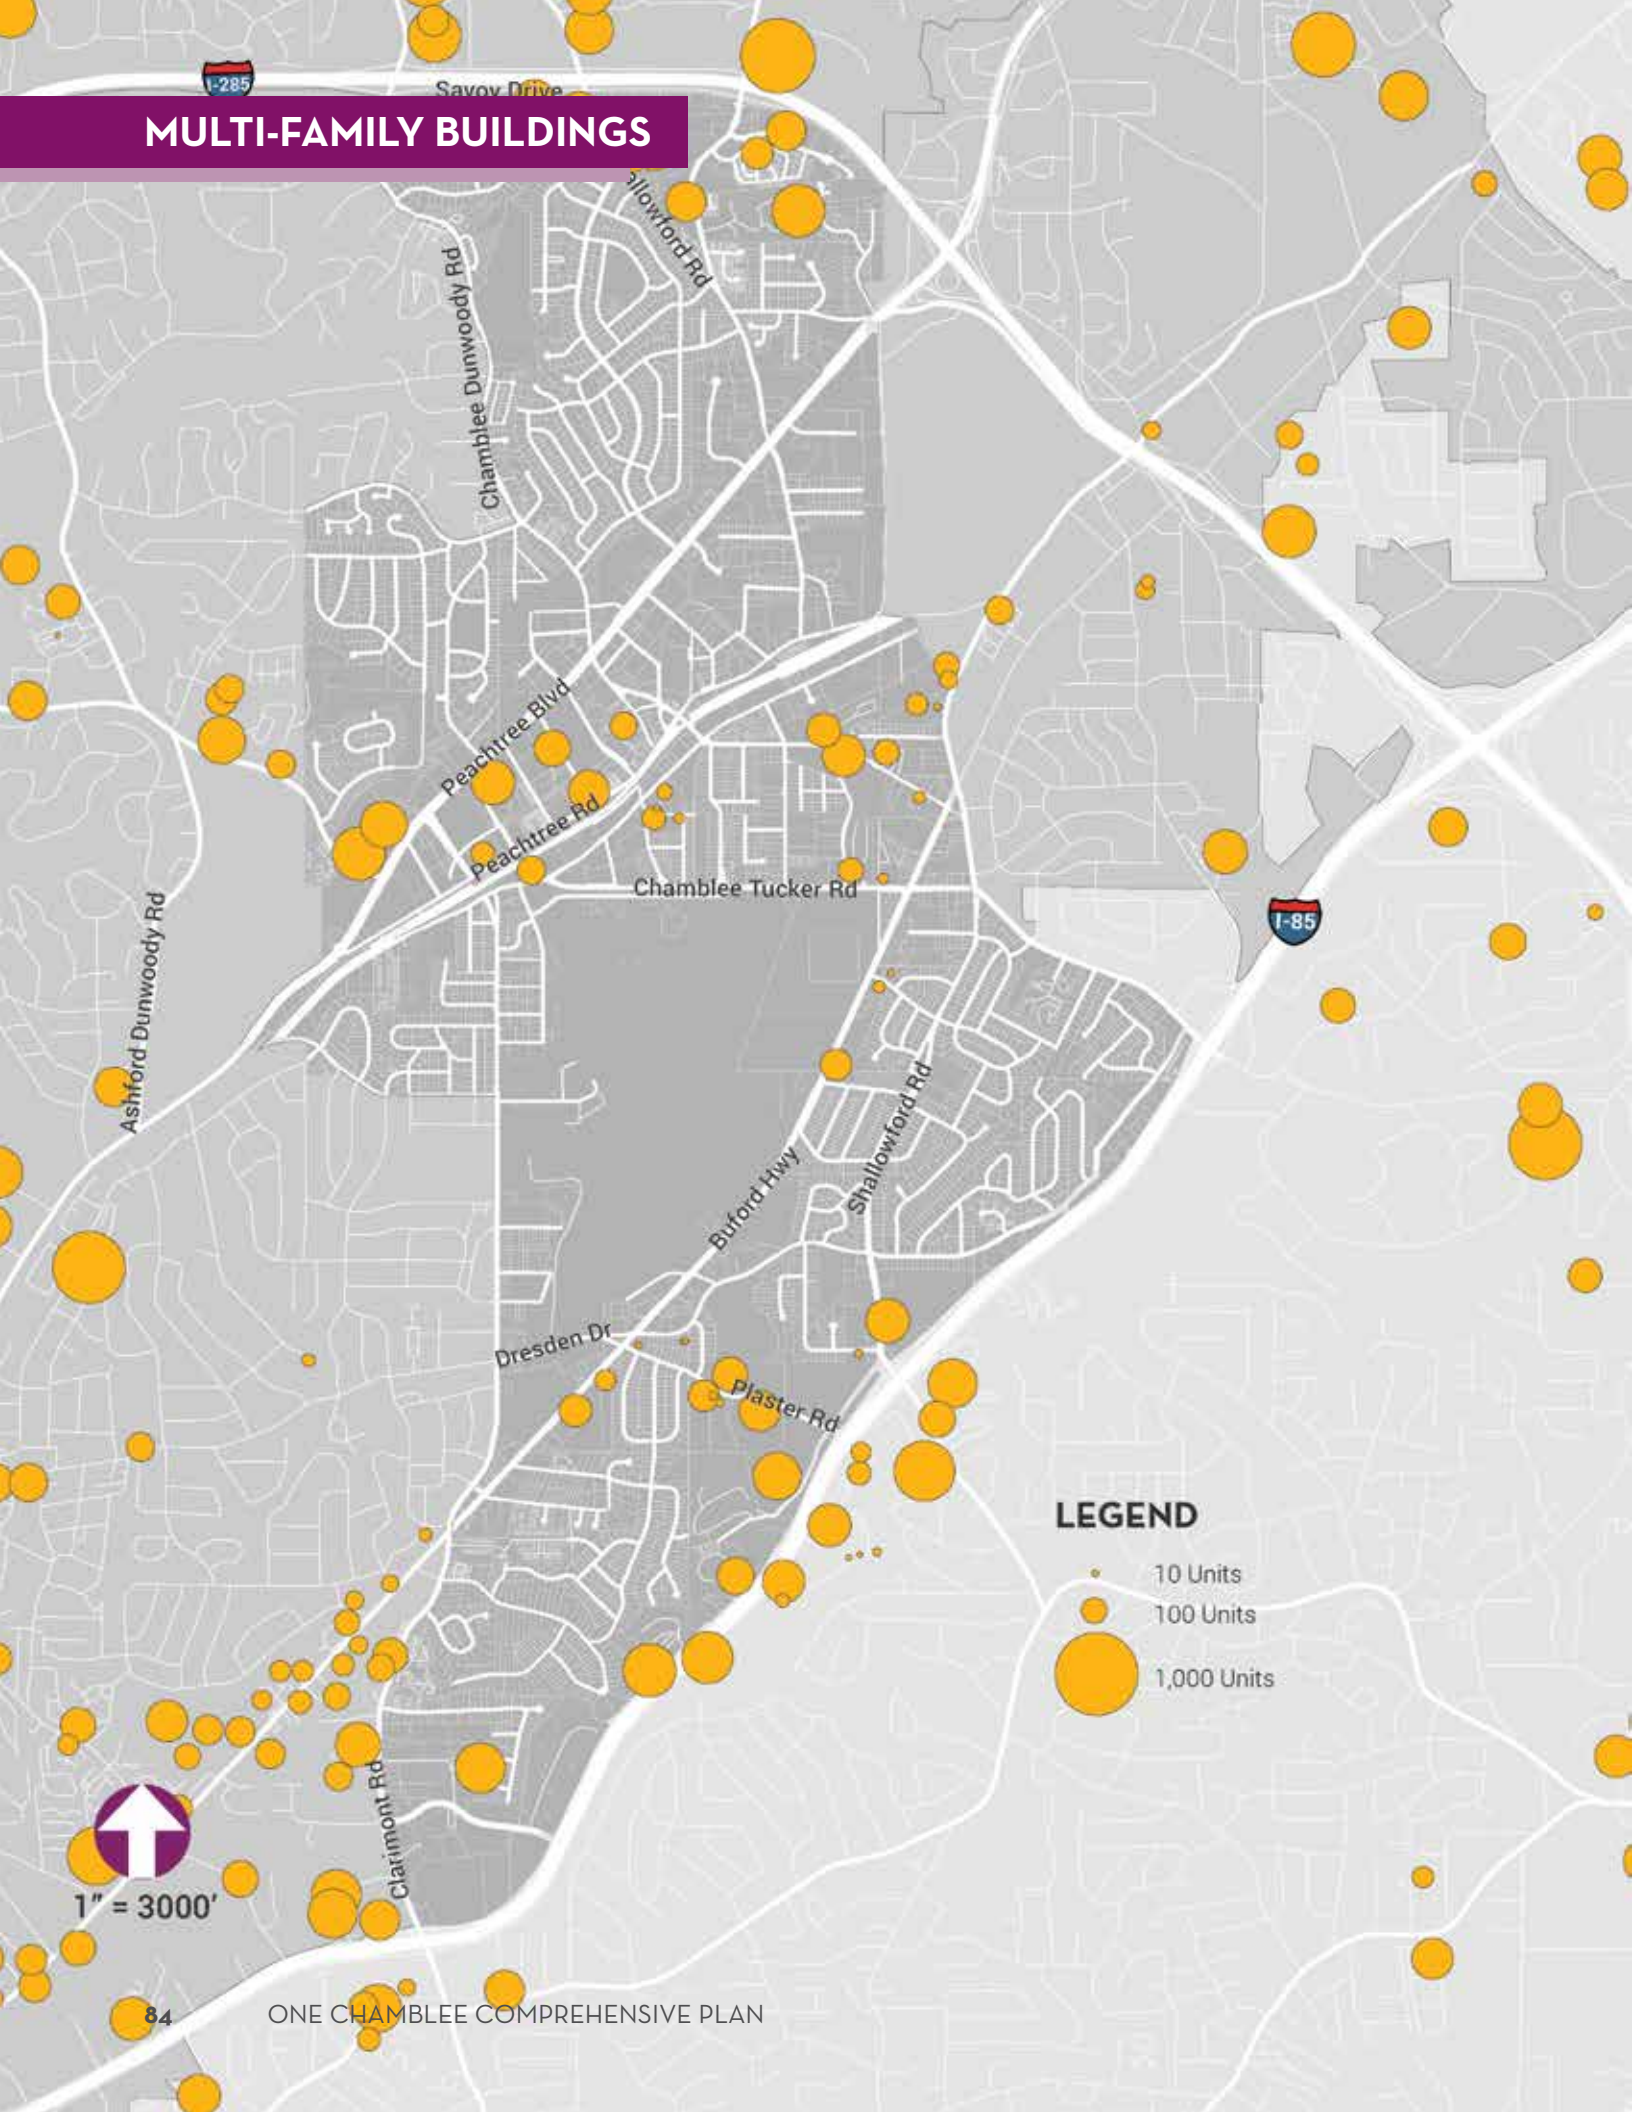 I-285
Savoy Drive
MULTI-FAMILY BUILDINGS
allowford Rd
Chamblee Dunwoody Rd
Peachtree Blvd
Peachtree Rd
Chamblee Tucker Rd
Ashford Dunwoody Rd
I-85
Shallowford Rd
Buford Hwy
Dresden Dr
Plaster Rd
LEGEND
10 Units
100 Units
1,000 Units
Clarimont Rd
1" = 3000'
84 ONE CHAMBLEE COMPREHENSIVE PLAN